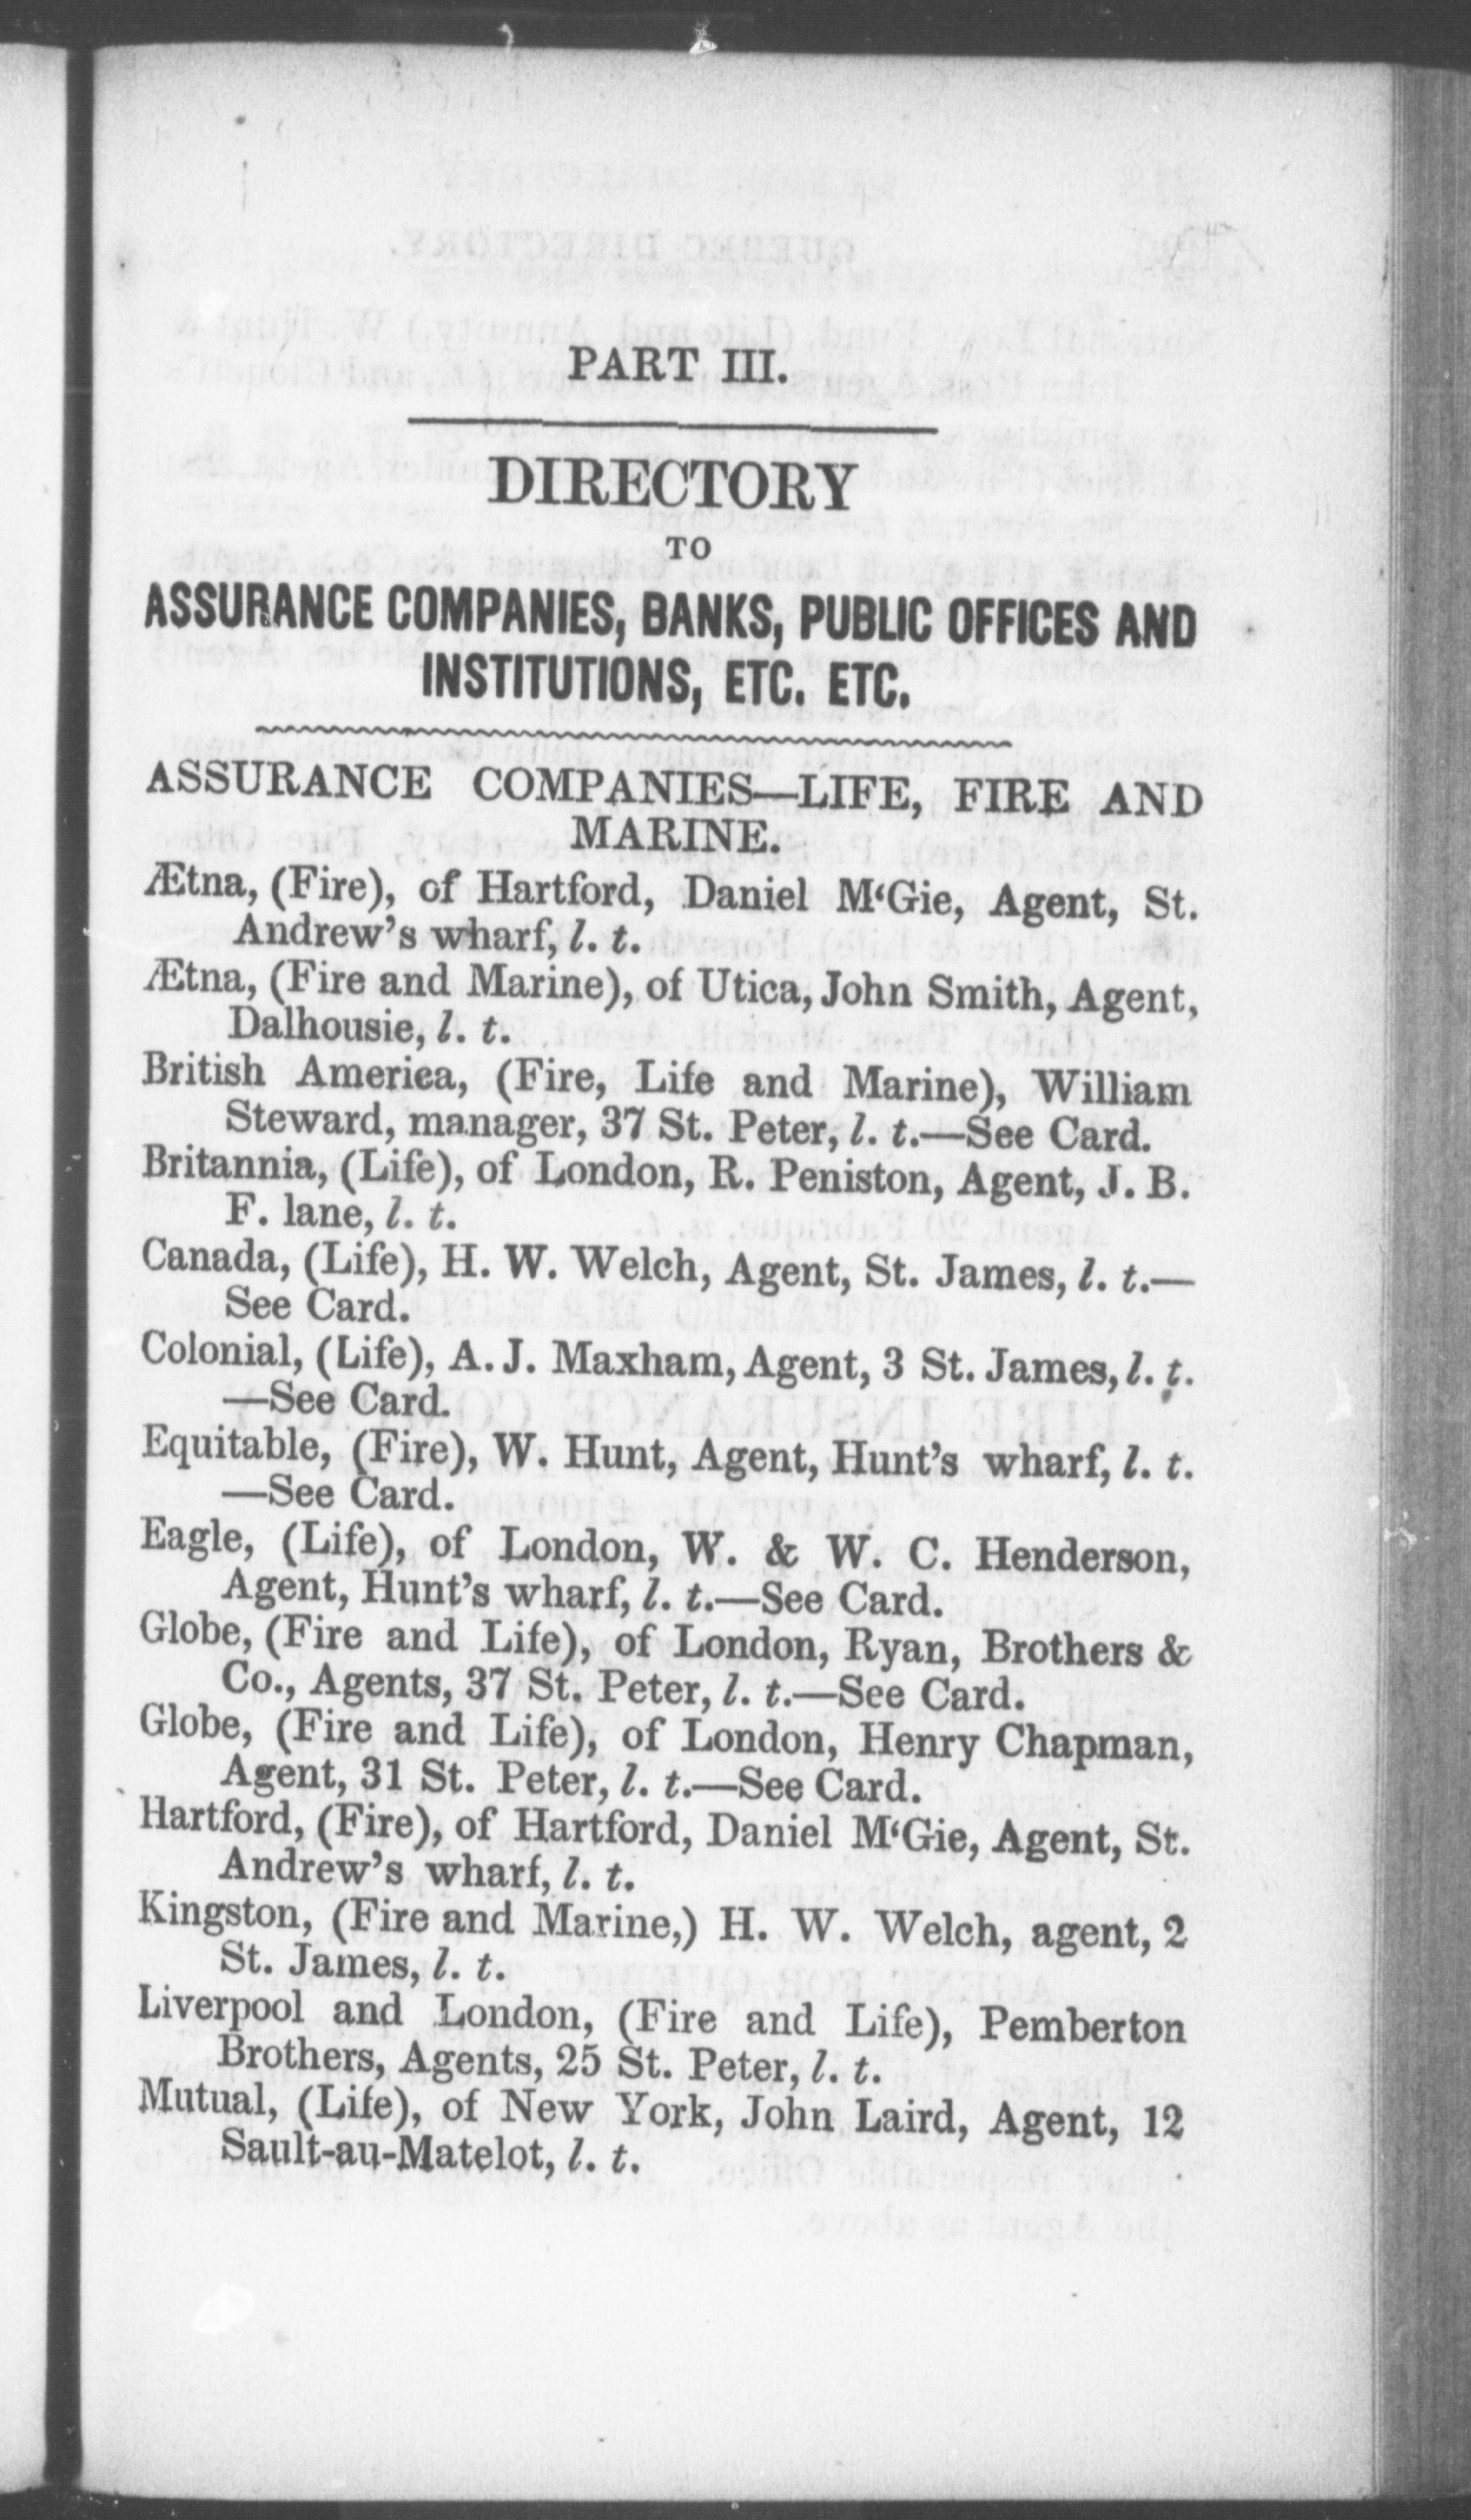 PART III.
DIRECTORY
TO
ASSURANCE COMPANIES, BANKS, PUBLIC OFFICES AND
INSTITUTIONS, ETC. ETC.
ASSURANCE COMPANIES—LIFE, FIRE AND
MARINE.
Ætna, (Fire), of Hartford, Daniel M‘Gie, Agent, St.
Andrew's wharf, l. t.
Ætna, (Fire and Marine), of Utica, John Smith, Agent,
Dalhousie, l. t.
British America, (Fire, Life and Marine), William
Steward, manager, 37 St. Peter, l. t.—See Card.
Britannia, (Life), of London, R. Peniston, Agent, J. B.
F. lane, l. t.
Canada, (Life), H. W. Welch, Agent, St. James, l. t.—
See Card.
Colonial, (Life), A. J. Maxham, Agent, 3 St. James, l. t.
—See Card.
Equitable, (Fire), W. Hunt, Agent, Hunt's wharf, l. t.
—See Card.
Eagle, (Life), of London, W. & W. C. Henderson,
Agent, Hunt's wharf, l. t.—See Card.
Globe, (Fire and Life), of London, Ryan, Brothers &
Co., Agents, 37 St. Peter, l. t.—See Card.
Globe, (Fire and Life), of London, Henry Chapman,
Agent, 31 St. Peter, l. t.—See Card.
Hartford, (Fire), of Hartford, Daniel M‘Gie, Agent, St.
Andrew's wharf, l. t.
Kingston, (Fire and Marine,) H. W. Welch, agent, 2
St. James, l. t.
Liverpool and London, (Fire and Life), Pemberton
Brothers, Agents, 25 St. Peter, l. t.
Mutual, (Life), of New York, John Laird, Agent, 12
Sault-au-Matelot, l. t.